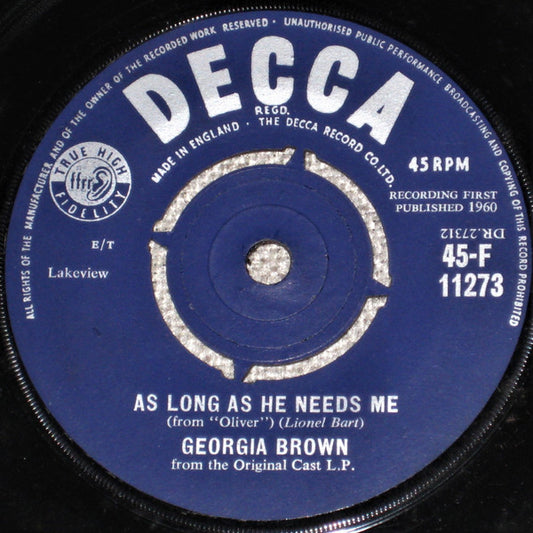 ALL RIGHTS OF THE MANUFACTURER AND OF THE OWNER OF THE RECORDED WORK RESERVED · UNAUTHORISED PUBLIC PERFORMANCE BROADCASTING AND COPYING OF THIS RECORD PROHIBITED
DECCA
REGD.
MADE IN ENGLAND · THE DECCA RECORD CO. LTD.
TRUE HIGH
ffrr
FIDELITY
45 RPM
RECORDING FIRST
PUBLISHED 1960
DR.27312
E/T
45-F
11273
Lakeview
AS LONG AS HE NEEDS ME
(from "Oliver") (Lionel Bart)
GEORGIA BROWN
from the Original Cast L.P.